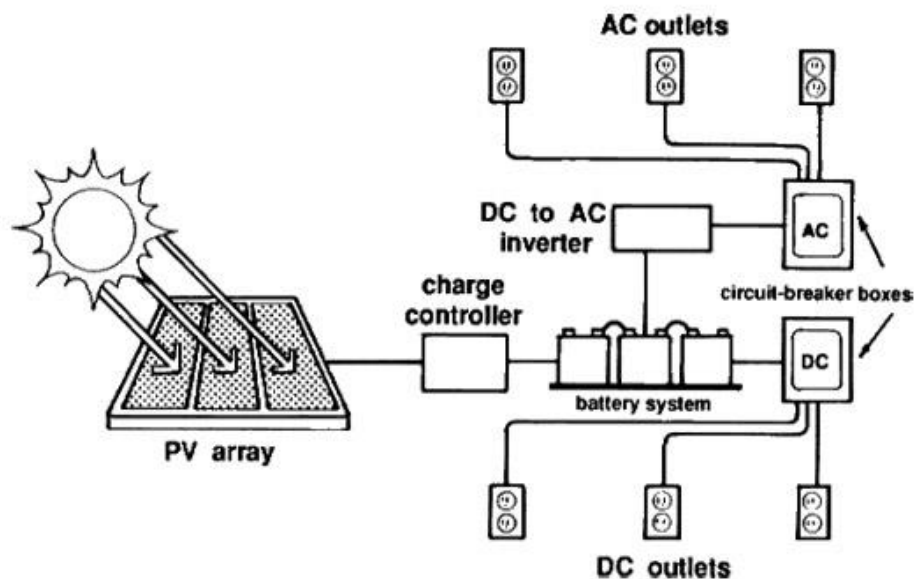 AC outlets
DC to AC
inverter
AC
charge
controller
circuit-breaker boxes
DC
battery system
PV array
DC outlets